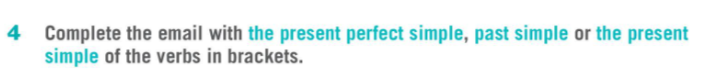 4 Complete the email with the present perfect simple, past simple or the present
simple of the verbs in brackets.